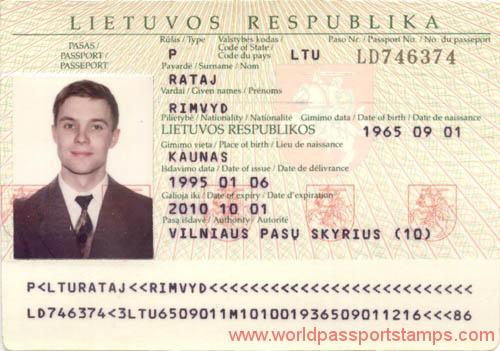 LIETUVOS RESPUBLIKA
PASAS / PASSPORT / PASSEPORT
Rūšis / Type
Valstybės kodas / Code of State / Code du pays
Paso Nr. / Passport No. / No. du passeport
P LTU LD746374
Pavardė / Surname / Nom
RATAJ
Vardai / Given names / Prénoms
RIMVYD
Pilietybė / Nationality / Nationalité Gimimo data / Date of birth / Date de naissance
LIETUVOS RESPUBLIKOS 1965 09 01
Gimimo vieta / Place of birth / Lieu de naissance
KAUNAS
Išdavimo data / Date of issue / Date de délivrance
1995 01 06
Galioja iki / Date of expiry / Date d'expiration
2010 10 01
Pasą išdavė / Authority / Autorité
VILNIAUS PASŲ SKYRIUS (10)
P<LTURATAJ<<RIMVYD<<<<<<<<<<<<<<<<<<<<<<<<<<
LD746374<3LTU6509011M101001936509011216<<<86
www.worldpassportstamps.com